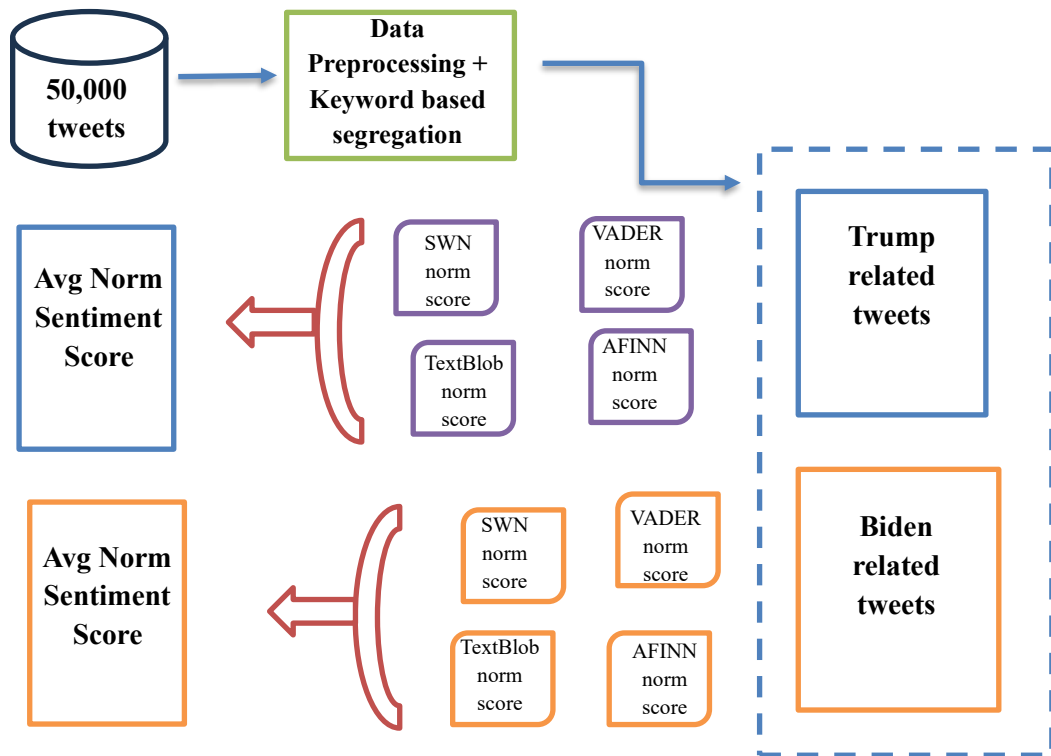 50,000
tweets
Data
Preprocessing +
Keyword based
segregation
Trump
related
tweets
Biden
related
tweets
SWN
norm
score
VADER
norm
score
TextBlob
norm
score
AFINN
norm
score
Avg Norm
Sentiment
Score
SWN
norm
score
VADER
norm
score
TextBlob
norm
score
AFINN
norm
score
Avg Norm
Sentiment
Score